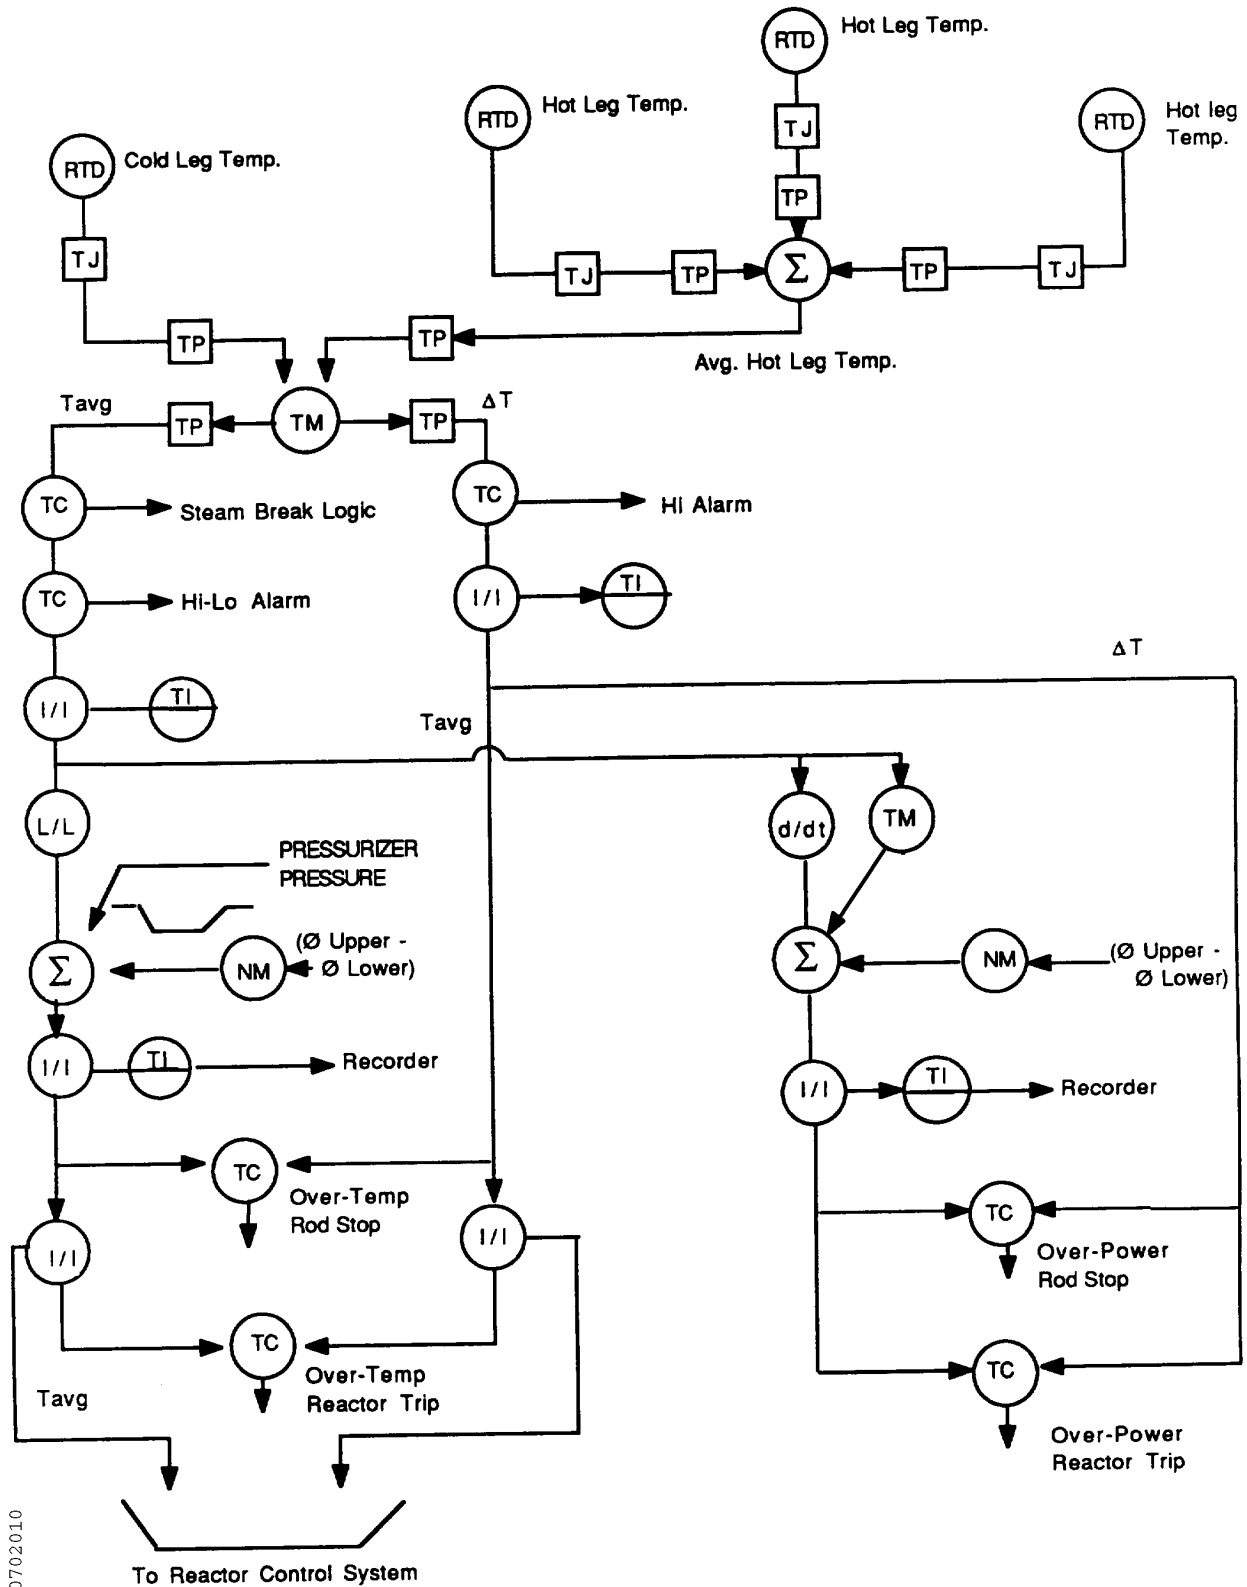 RTD
Hot Leg Temp.
RTD
Hot Leg Temp.
RTD
Hot leg
Temp.
RTD
Cold Leg Temp.
TJ
TP
TJ
TJ
TP
Σ
TP
TJ
TP
TP
Avg. Hot Leg Temp.
Tavg
TP
TM
TP
ΔT
TC
Steam Break Logic
TC
Hi Alarm
TC
Hi-Lo Alarm
I/I
TI
ΔT
I/I
TI
Tavg
L/L
d/dt
TM
PRESSURIZER
PRESSURE
Σ
NM
(Ø Upper -
Ø Lower)
Σ
NM
(Ø Upper -
Ø Lower)
I/I
TI
Recorder
I/I
TI
Recorder
TC
Over-Temp
Rod Stop
TC
Over-Power
Rod Stop
I/I
I/I
TC
Over-Temp
Reactor Trip
TC
Over-Power
Reactor Trip
Tavg
To Reactor Control System
0702010